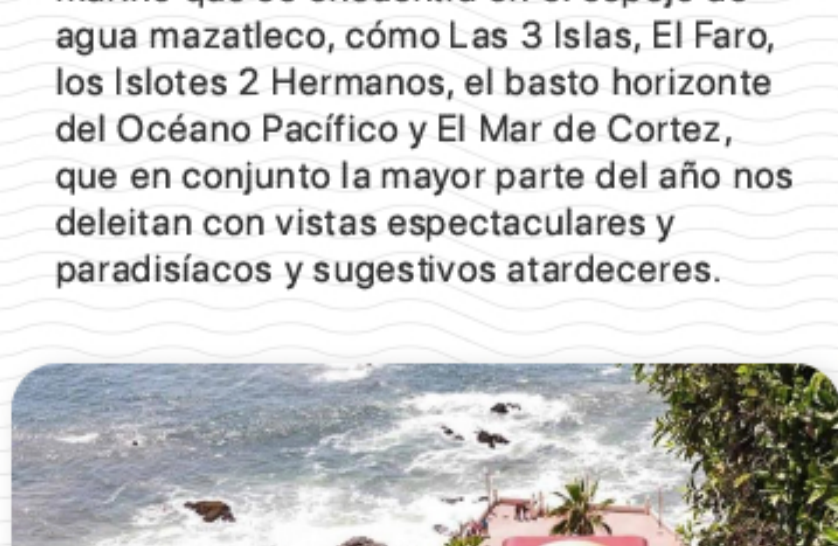 agua mazatleco, cómo Las 3 Islas, El Faro,
los Islotes 2 Hermanos, el basto horizonte
del Océano Pacífico y El Mar de Cortez,
que en conjunto la mayor parte del año nos
deleitan con vistas espectaculares y
paradisíacos y sugestivos atardeceres.